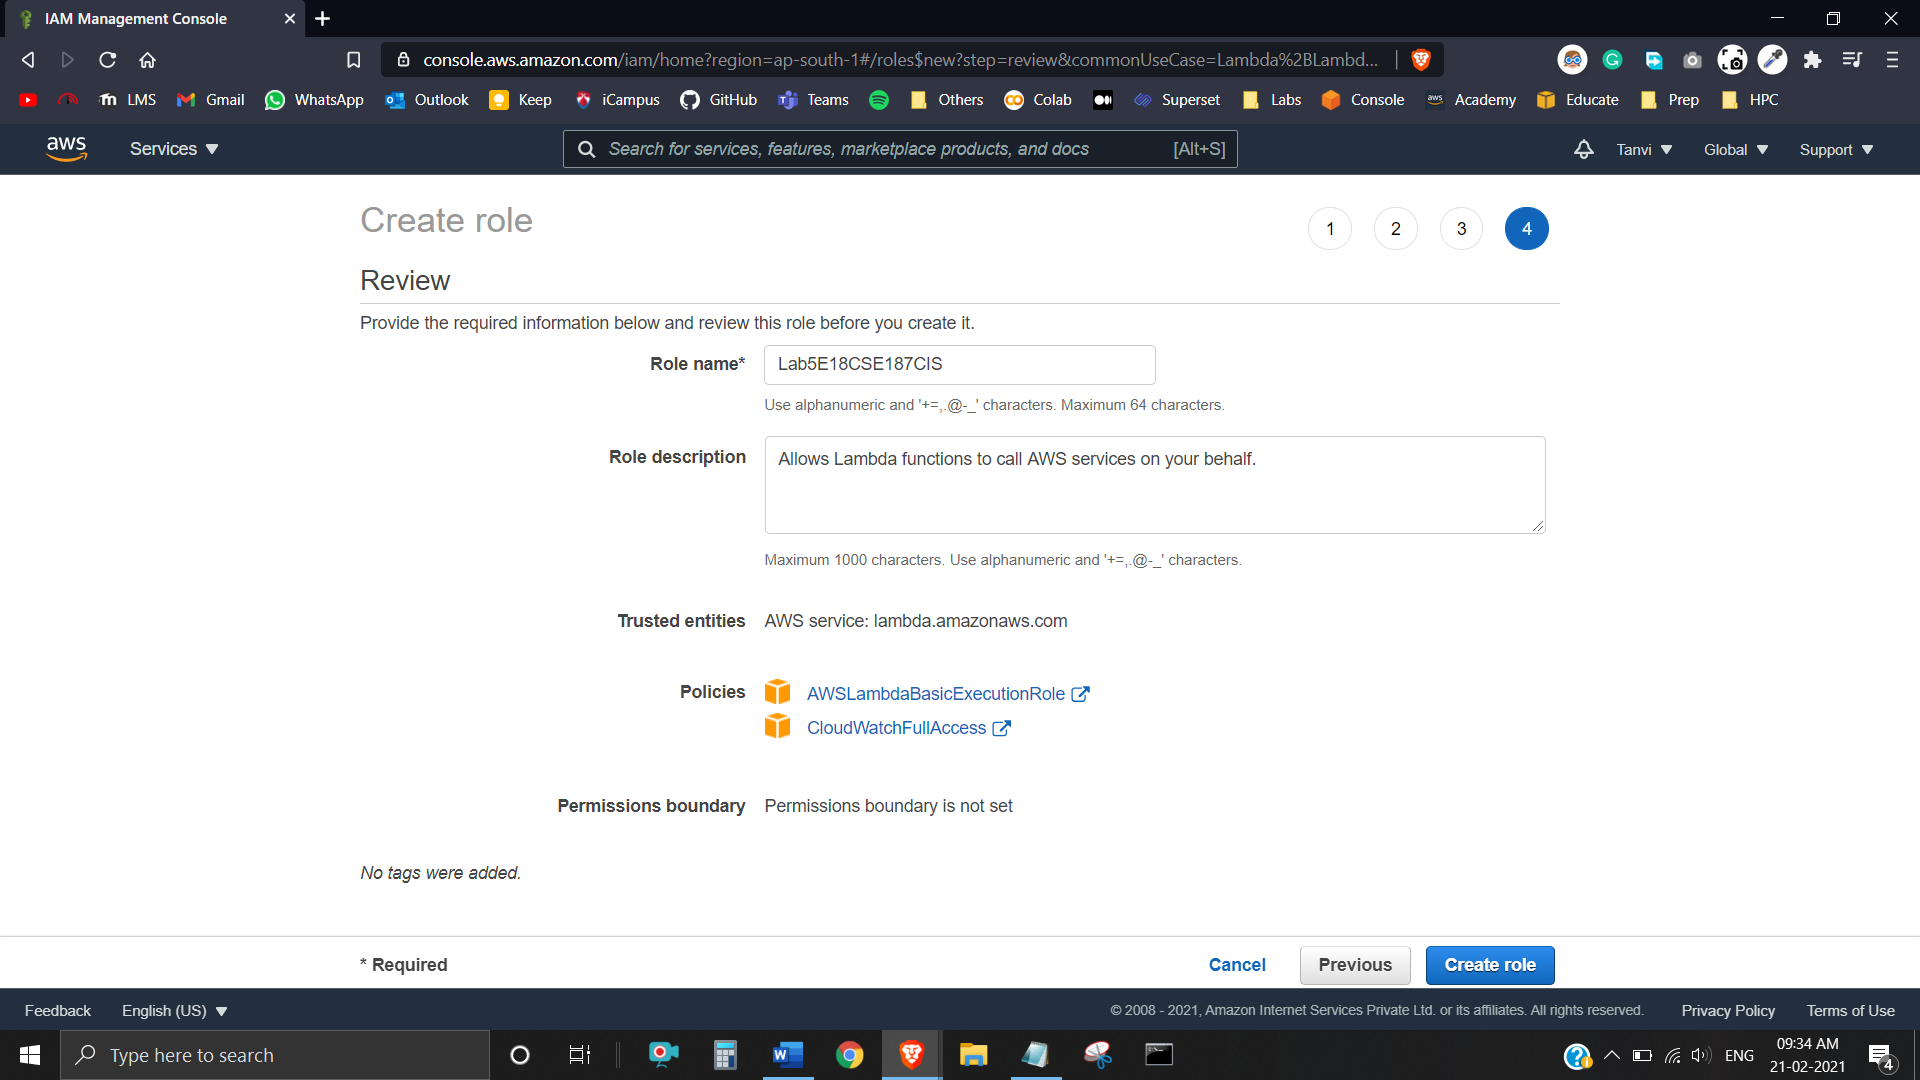 IAM Management Console
console.aws.amazon.com/iam/home?region=ap-south-1#/roles$new?step=review&commonUseCase=Lambda%2BLambd...
LMS Gmail WhatsApp Outlook Keep iCampus GitHub Teams Others Colab Superset Labs Console aws Academy Educate Prep HPC
aws Services Search for services, features, marketplace products, and docs [Alt+S] Tanvi Global Support
Create role
1 2 3 4
Review
Provide the required information below and review this role before you create it.
Role name* Lab5E18CSE187CIS
Use alphanumeric and '+=,.@-_' characters. Maximum 64 characters.
Role description Allows Lambda functions to call AWS services on your behalf.
Maximum 1000 characters. Use alphanumeric and '+=,.@-_' characters.
Trusted entities AWS service: lambda.amazonaws.com
Policies AWSLambdaBasicExecutionRole
CloudWatchFullAccess
Permissions boundary Permissions boundary is not set
No tags were added.
* Required Cancel Previous Create role
Feedback English (US) © 2008 - 2021, Amazon Internet Services Private Ltd. or its affiliates. All rights reserved. Privacy Policy Terms of Use
Type here to search ENG 09:34 AM
21-02-2021 4